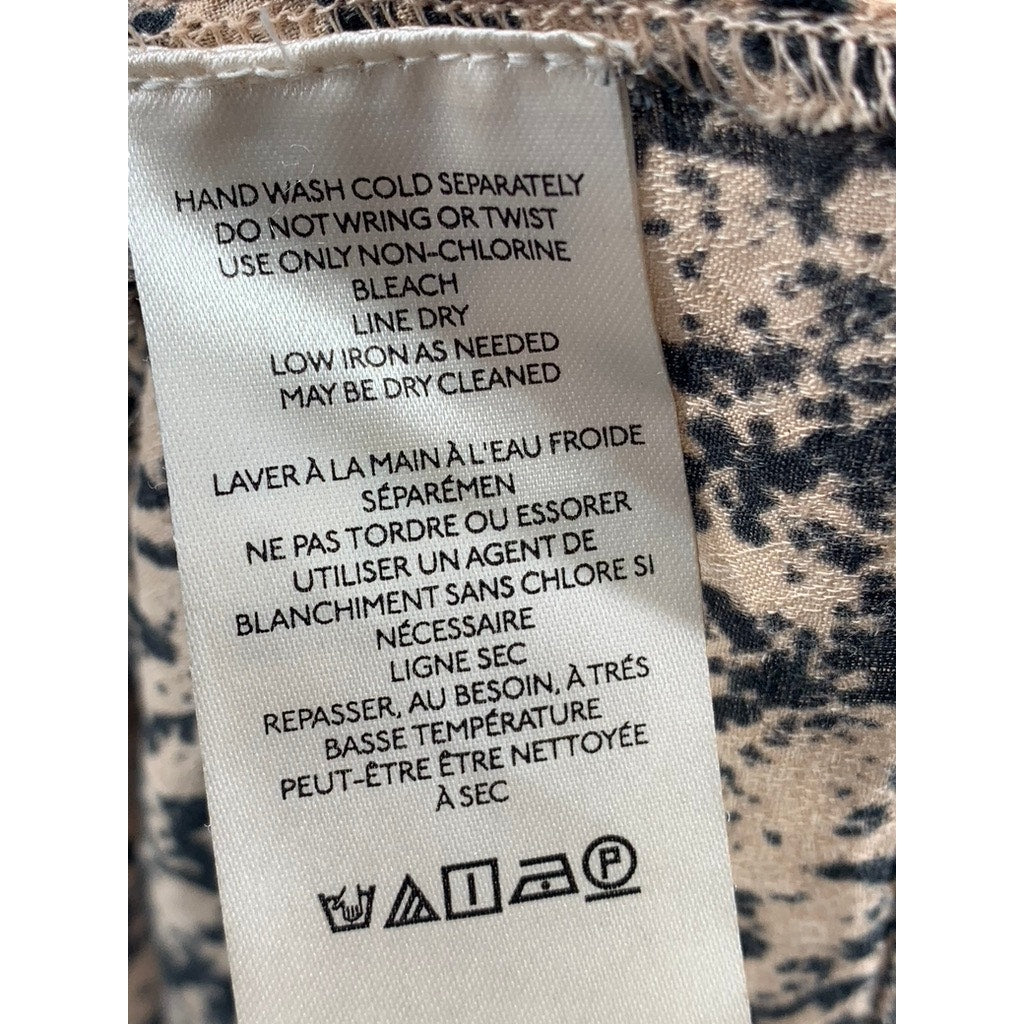 HAND WASH COLD SEPARATELY
DO NOT WRING OR TWIST
USE ONLY NON-CHLORINE
BLEACH
LINE DRY
LOW IRON AS NEEDED
MAY BE DRY CLEANED
LAVER À LA MAIN À L'EAU FROIDE
SÉPARÉMEN
NE PAS TORDRE OU ESSORER
UTILISER UN AGENT DE
BLANCHIMENT SANS CHLORE SI
NÉCESSAIRE
LIGNE SEC
REPASSER, AU BESOIN, À TRÉS
BASSE TEMPÉRATURE
PEUT-ÊTRE ÊTRE NETTOYÉE
À SEC
P